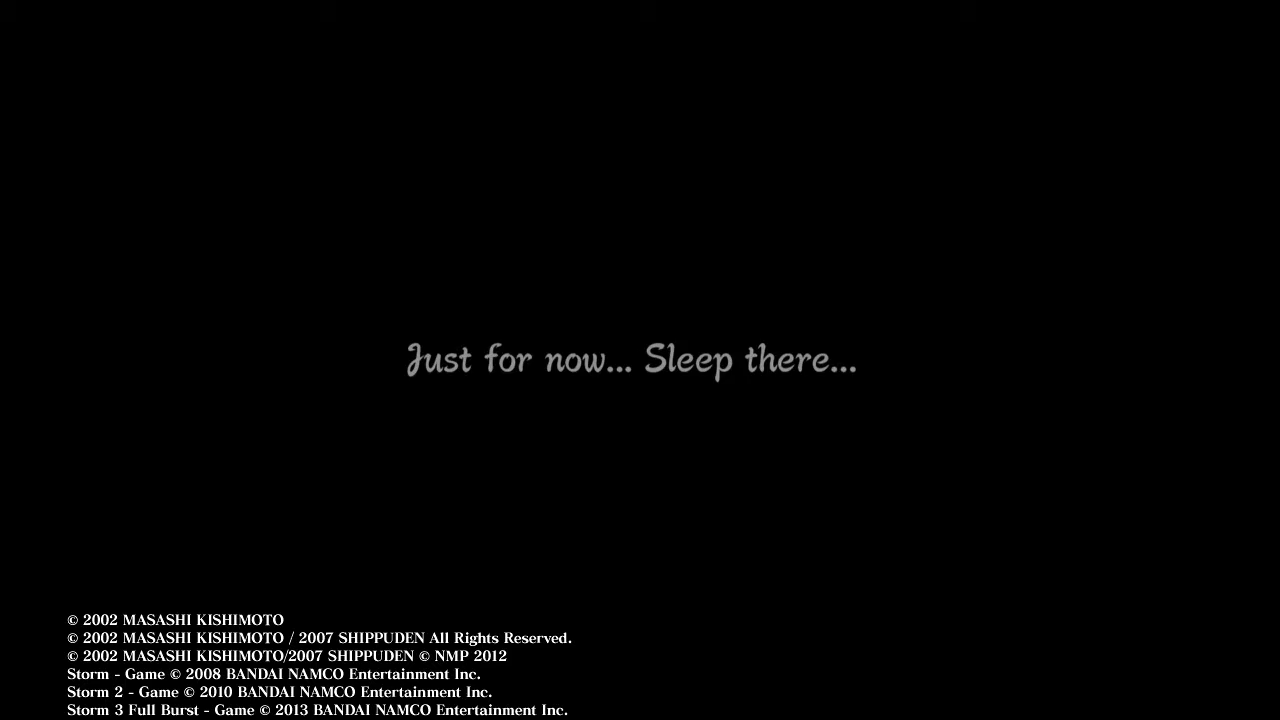 Just for now... Sleep there...
© 2002 MASASHI KISHIMOTO
© 2002 MASASHI KISHIMOTO / 2007 SHIPPUDEN All Rights Reserved.
© 2002 MASASHI KISHIMOTO/2007 SHIPPUDEN © NMP 2012
Storm - Game © 2008 BANDAI NAMCO Entertainment Inc.
Storm 2 - Game © 2010 BANDAI NAMCO Entertainment Inc.
Storm 3 Full Burst - Game © 2013 BANDAI NAMCO Entertainment Inc.